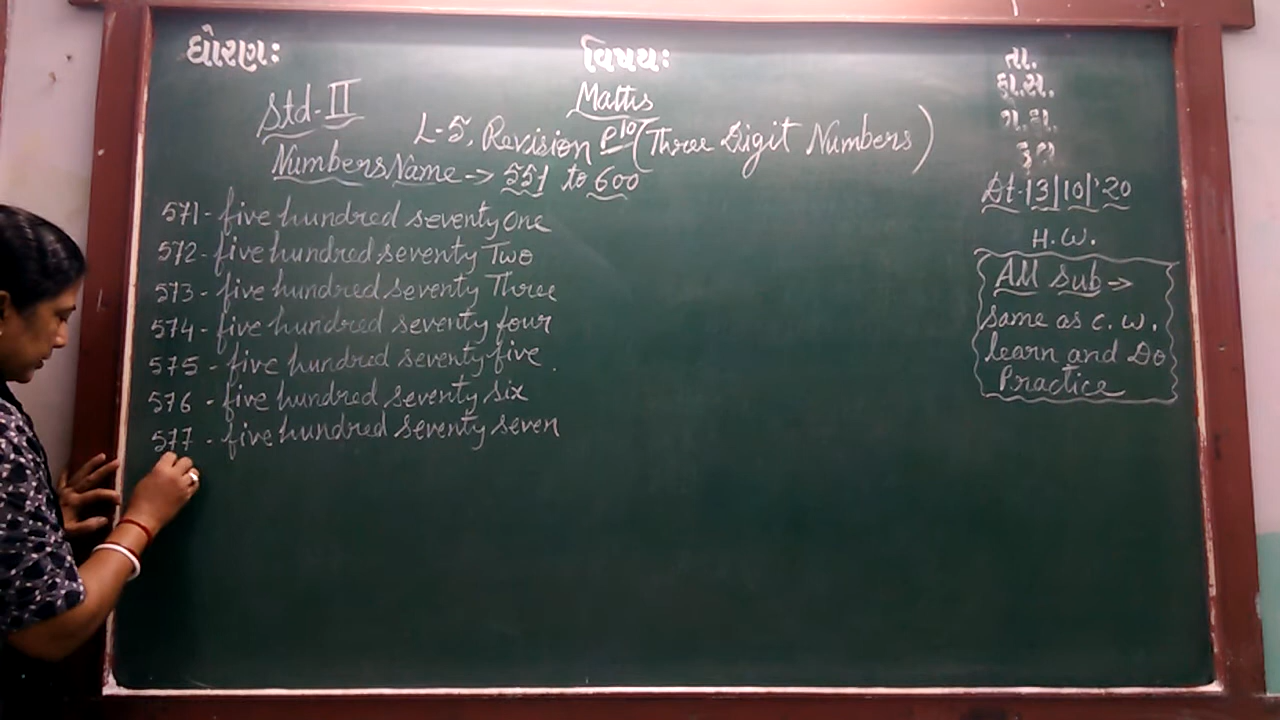 ધોરણઃ
વિષયઃ
તા.
કુા.સ.
ગ.હા.
કુલ
Std-II
Maths
L-5, Revision P10 (Three Digit Numbers)
Numbers Name -> 551 to 600
Dt-13|10|'20
571 - five hundred seventy One
572 - five hundred seventy Two
573 - five hundred seventy Three
574 - five hundred seventy four
575 - five hundred seventy five.
576 - five hundred seventy six
577 - five hundred seventy seven
H.W.
All sub ->
same as c.w.
learn and Do
Practice